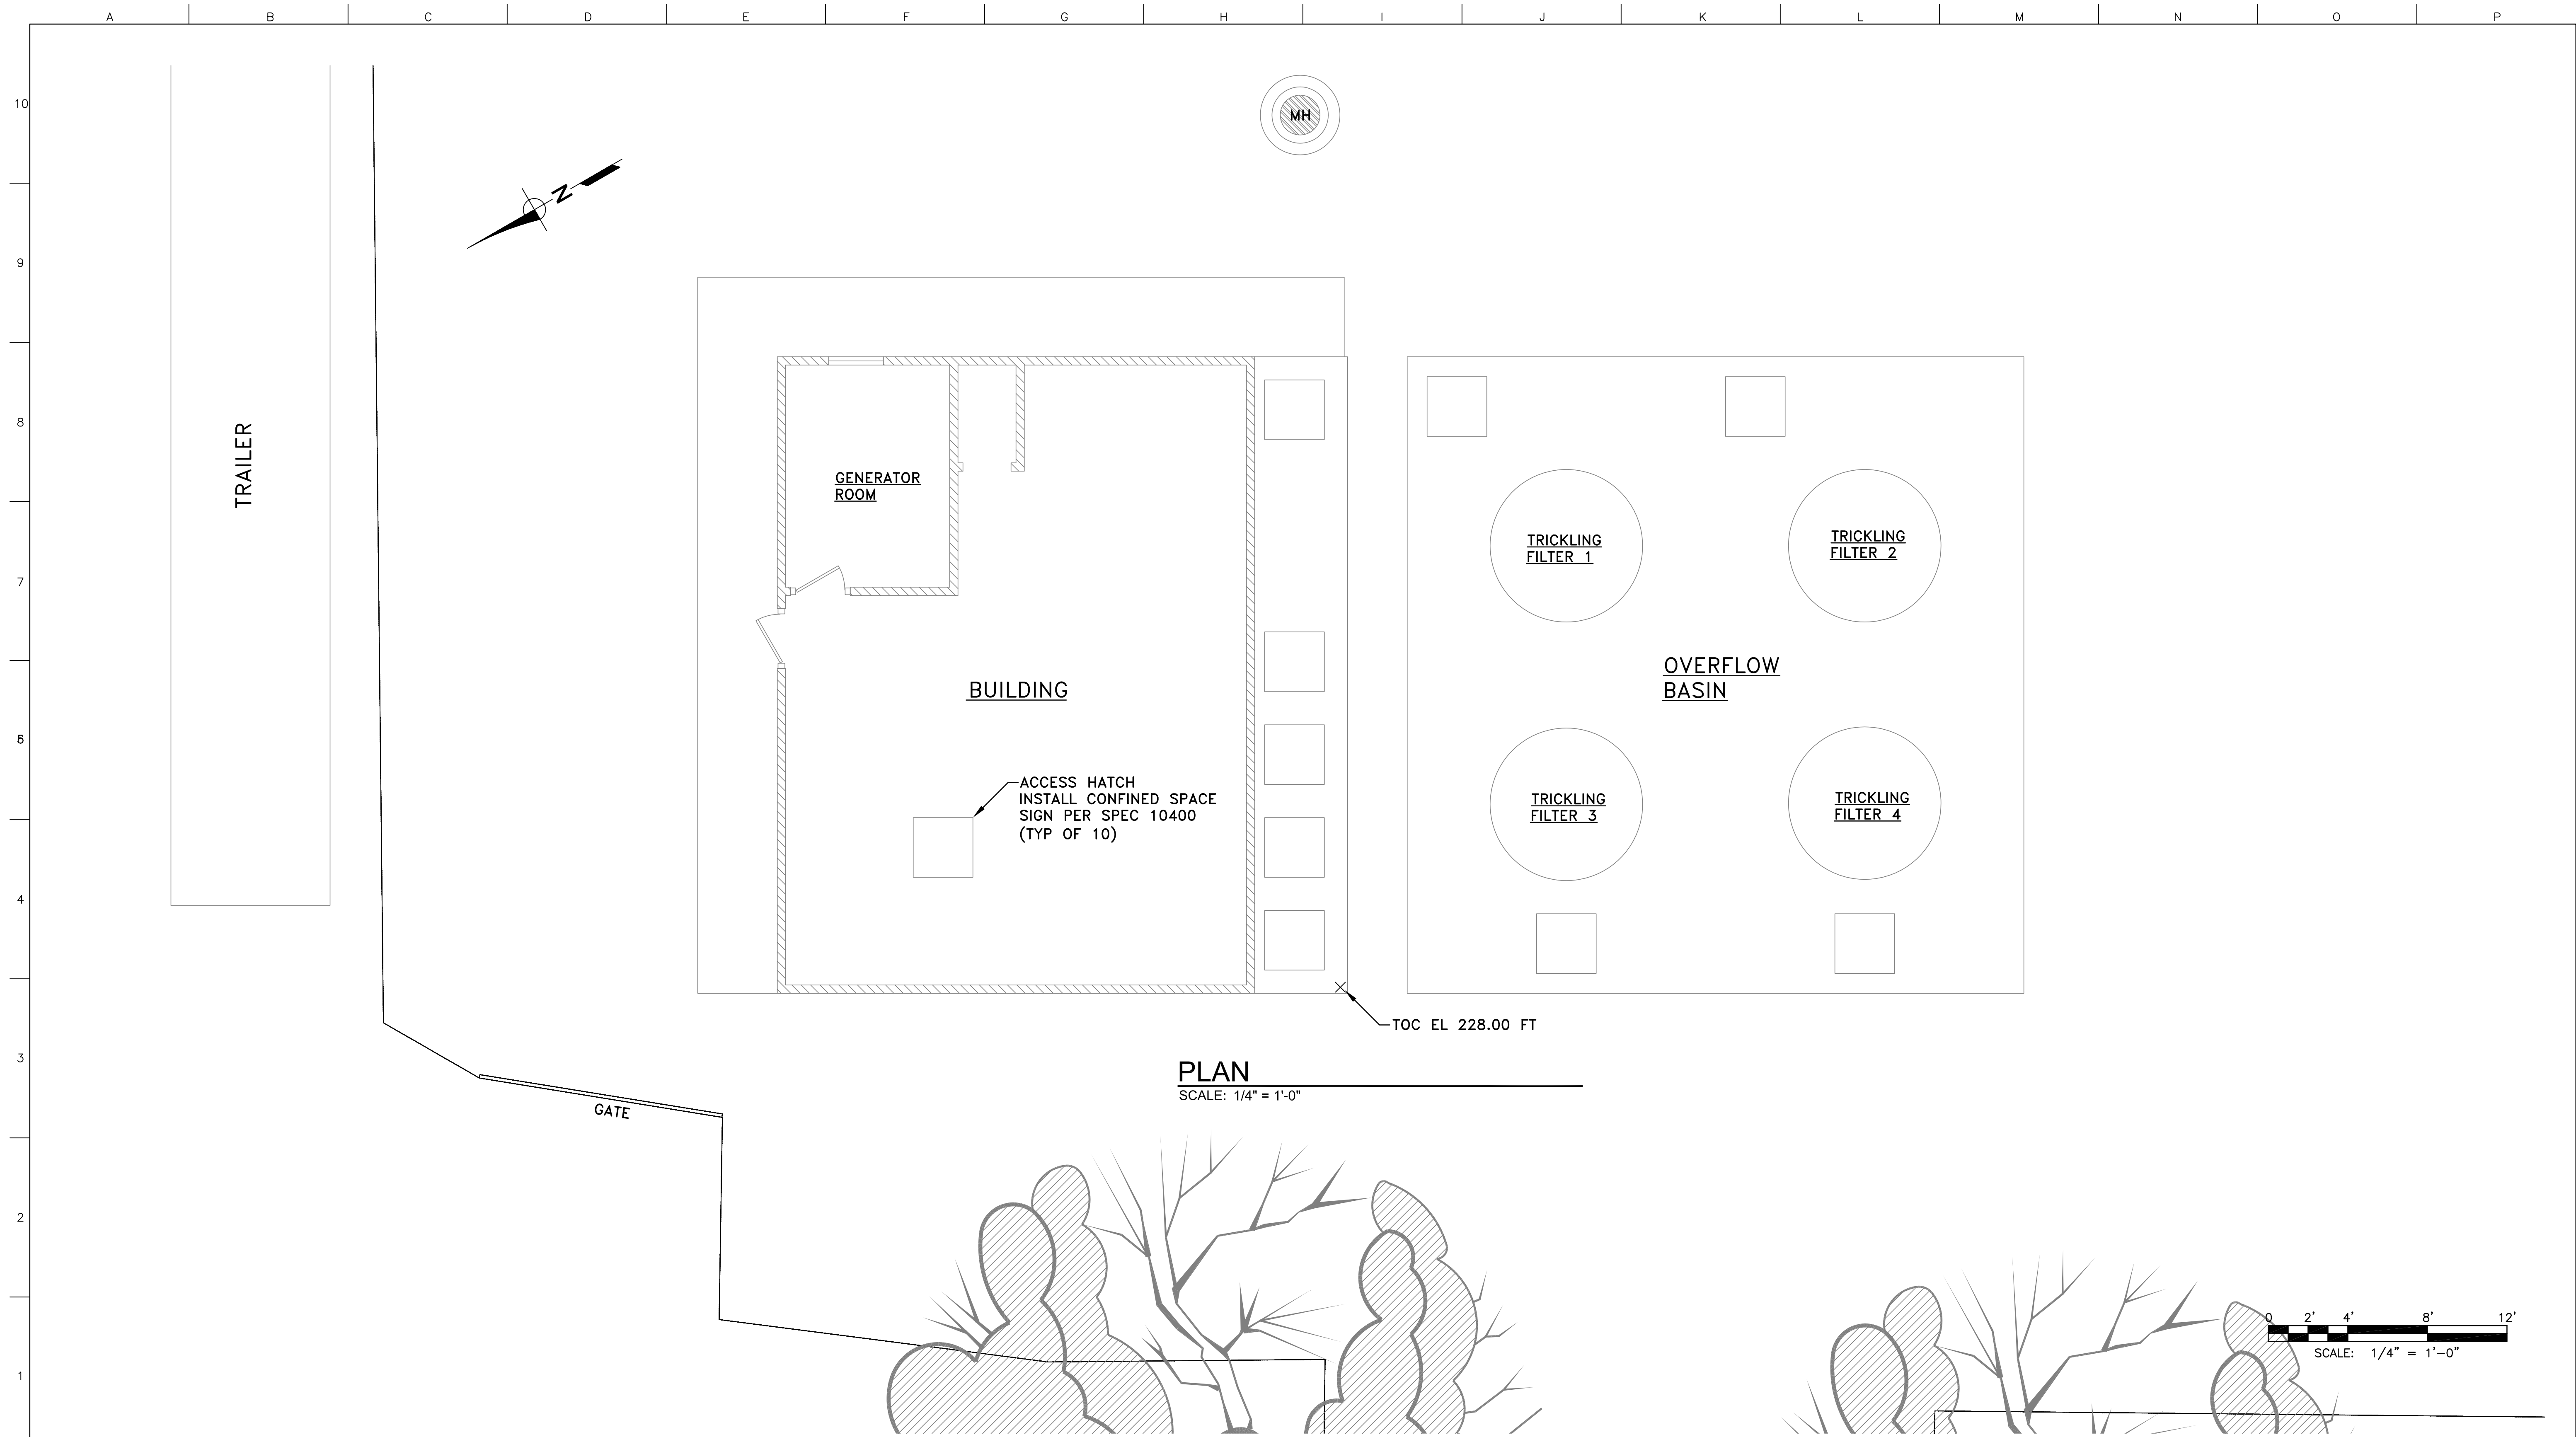 A B C D E F G H I J K L M N O P
10
MH
N
9
8
TRAILER
GENERATOR
ROOM
TRICKLING
FILTER 1
TRICKLING
FILTER 2
7
OVERFLOW
BASIN
BUILDING
ACCESS HATCH
INSTALL CONFINED SPACE
SIGN PER SPEC 10400
(TYP OF 10)
TRICKLING
FILTER 3
TRICKLING
FILTER 4
4
TOC EL 228.00 FT
3
PLAN
SCALE: 1/4" = 1'-0"
GATE
2
0 2' 4' 8' 12'
SCALE: 1/4" = 1'-0"
1